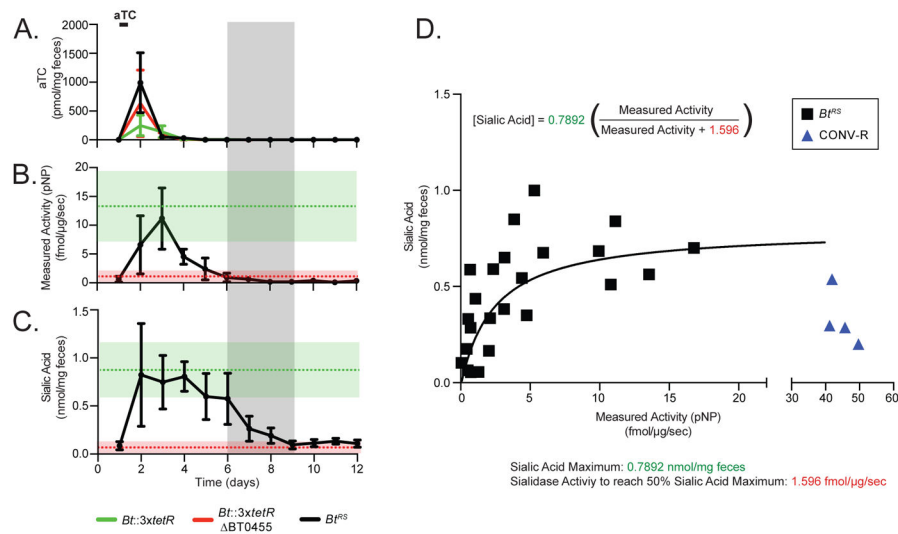 A.
aTC
aTC
(pmol/mg feces)
2000
1500
1000
500
0
B.
Measured Activity (pNP)
(fmol/µg/sec)
20
15
10
5
0
C.
Sialic Acid
(nmol/mg feces)
1.5
1.0
0.5
0.0
0 2 4 6 8 10 12
Time (days)
Bt::3xtetR
Bt::3xtetR
ΔBT0455
BtRS
D.
[Sialic Acid] = 0.7892 ( Measured Activity
Measured Activity + 1.596 )
BtRS
CONV-R
Sialic Acid
(nmol/mg feces)
1.5
1.0
0.5
0.0
0 5 10 15 20 30 40 50 60
Measured Activity (pNP)
(fmol/µg/sec)
Sialic Acid Maximum: 0.7892 nmol/mg feces
Sialidase Activiy to reach 50% Sialic Acid Maximum: 1.596 fmol/µg/sec